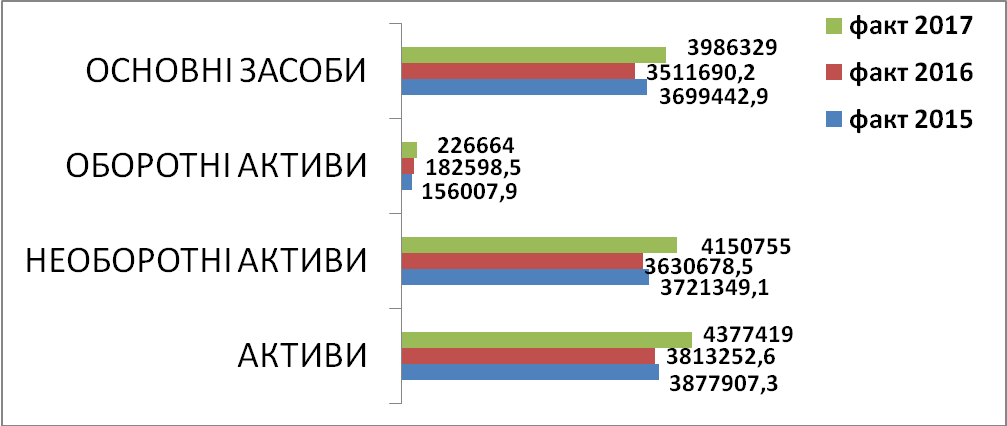 ОСНОВНІ ЗАСОБИ
3986329
3511690,2
3699442,9
ОБОРОТНІ АКТИВИ
226664
182598,5
156007,9
НЕОБОРОТНІ АКТИВИ
4150755
3630678,5
3721349,1
АКТИВИ
4377419
3813252,6
3877907,3
факт 2017
факт 2016
факт 2015